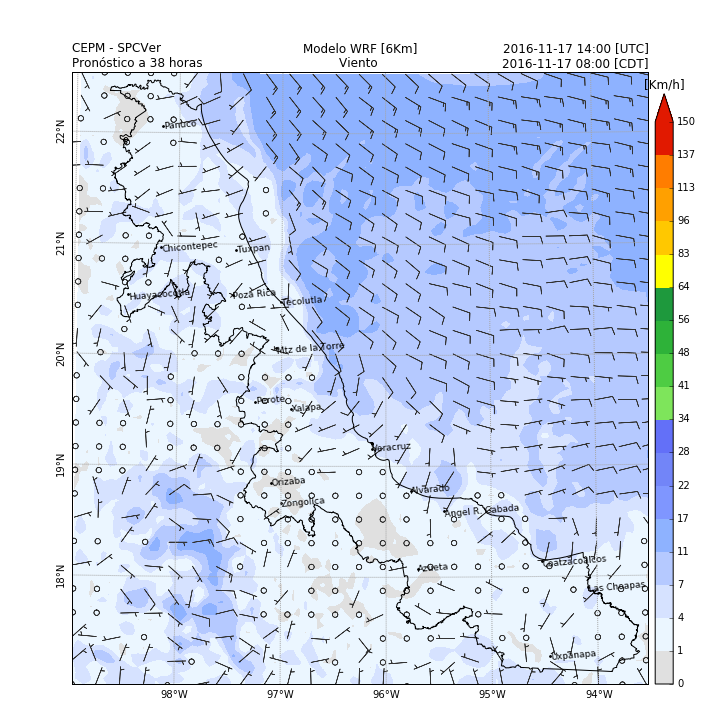 CEPM - SPCVer Modelo WRF [6Km] 2016-11-17 14:00 [UTC]
Pronóstico a 38 horas Viento 2016-11-17 08:00 [CDT]
[Km/h]
150
137
113
96
83
64
56
48
41
34
28
22
17
11
7
4
1
0
22°N
21°N
20°N
19°N
18°N
98°W 97°W 96°W 95°W 94°W
Panuco
Chicontepec
Tuxpan
Huayacocotla
Poza Rica
Tecolutla
Mtz de la Torre
Perote
Xalapa
Veracruz
Orizaba
Alvarado
Zongolica
Angel R. Cabada
Azueta
Coatzacoalcos
Las Choapas
Uxpanapa